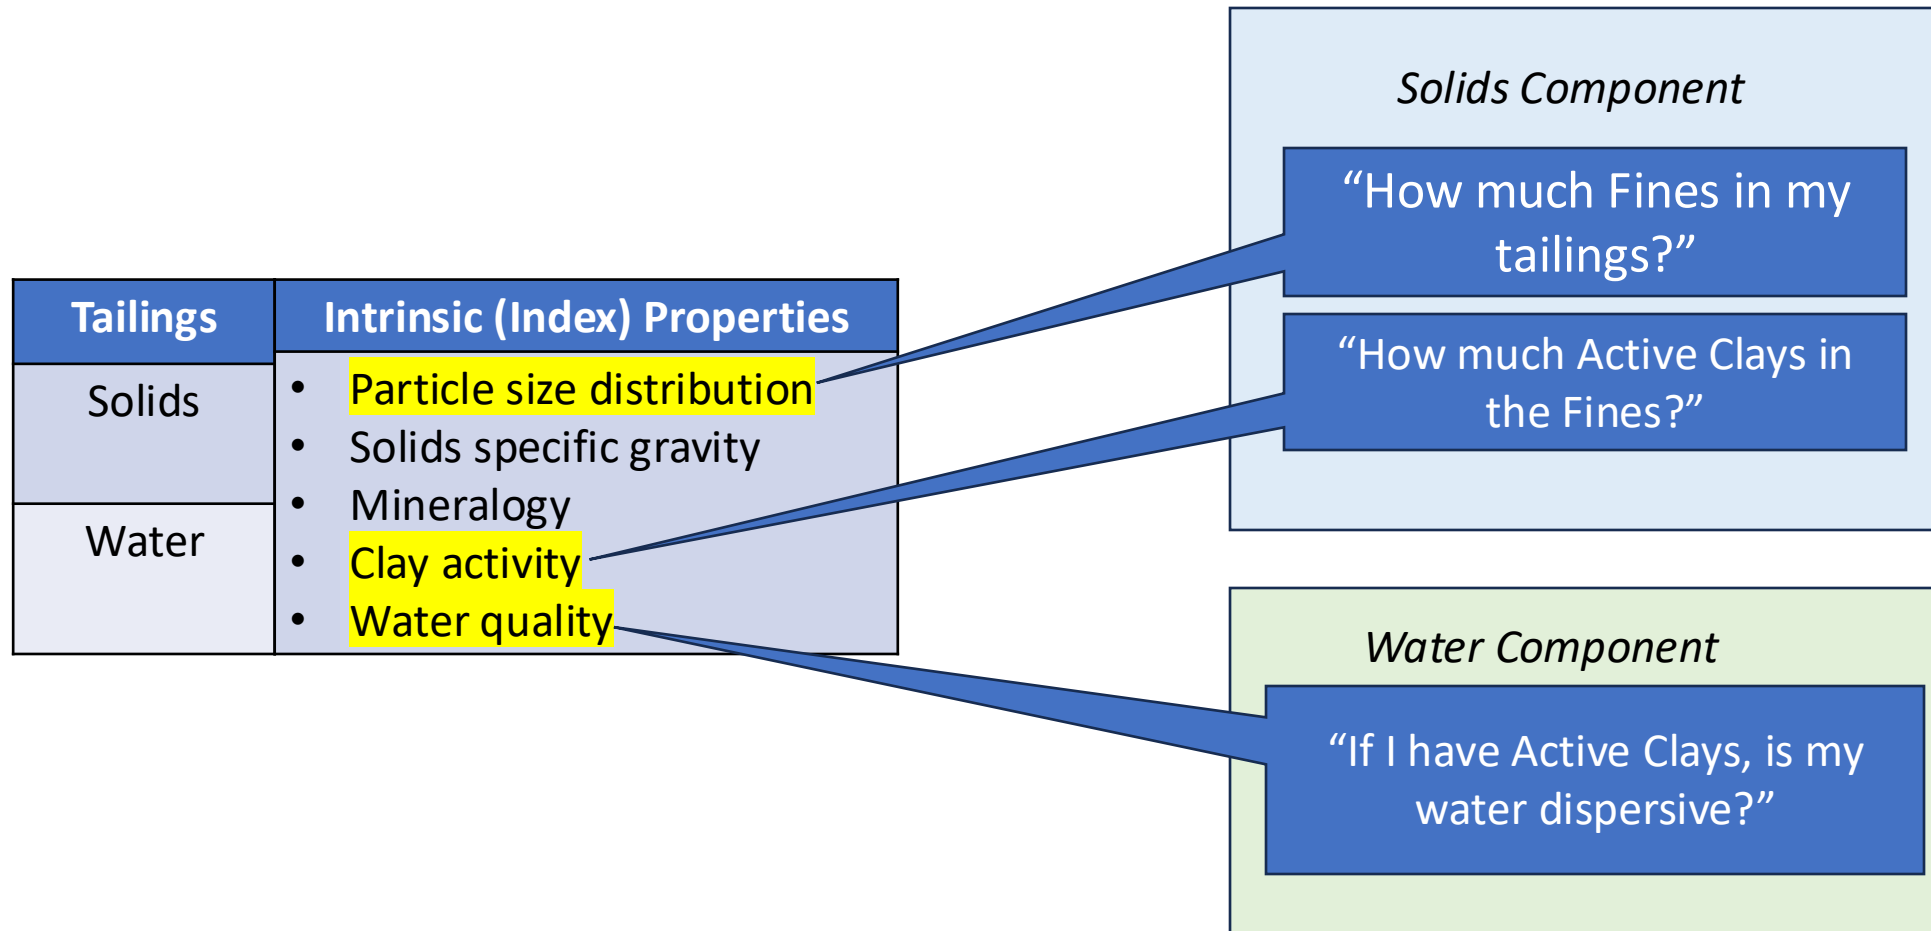 Tailings
Intrinsic (Index) Properties
Solids
Water
• Particle size distribution
• Solids specific gravity
• Mineralogy
• Clay activity
• Water quality
Solids Component
“How much Fines in my
tailings?”
“How much Active Clays in
the Fines?”
Water Component
“If I have Active Clays, is my
water dispersive?”